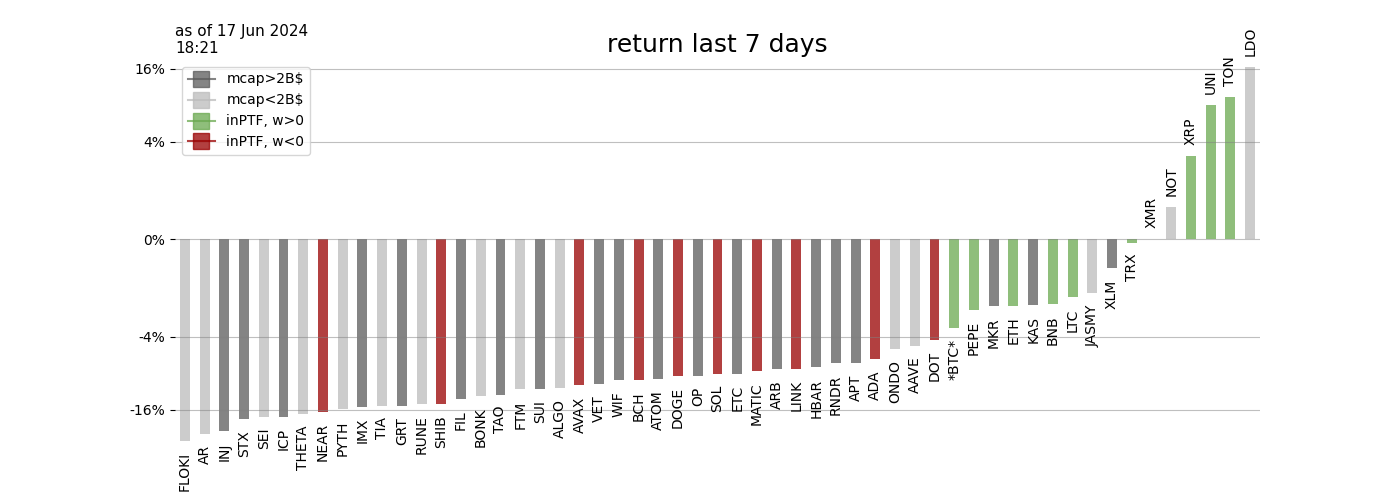 as of 17 Jun 2024
18:21
return last 7 days
mcap>2B$
mcap<2B$
inPTF, w>0
inPTF, w<0
16%
4%
0%
-4%
-16%
FLOKI
AR
INJ
STX
SEI
ICP
THETA
NEAR
PYTH
IMX
TIA
GRT
RUNE
SHIB
FIL
BONK
TAO
FTM
SUI
ALGO
AVAX
VET
WIF
BCH
ATOM
DOGE
OP
SOL
ETC
MATIC
ARB
LINK
HBAR
RNDR
APT
ADA
ONDO
AAVE
DOT
*BTC*
PEPE
MKR
ETH
KAS
BNB
LTC
JASMY
XLM
TRX
XMR
NOT
XRP
UNI
TON
LDO